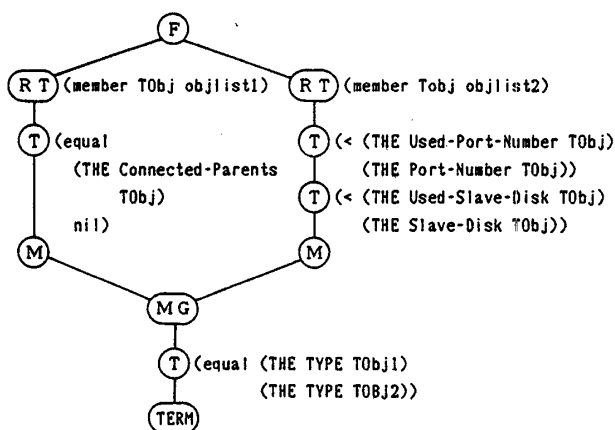 F
R T (member TObj objlist1) R T (member Tobj objlist2)
T (equal T (< (THE Used-Port-Number TObj)
(THE Connected-Parents (THE Port-Number TObj))
TObj) T (< (THE Used-Slave-Disk TObj)
nil) (THE Slave-Disk TObj))
M M
M G
T (equal (THE TYPE TObj1)
(THE TYPE TOBj2))
TERM